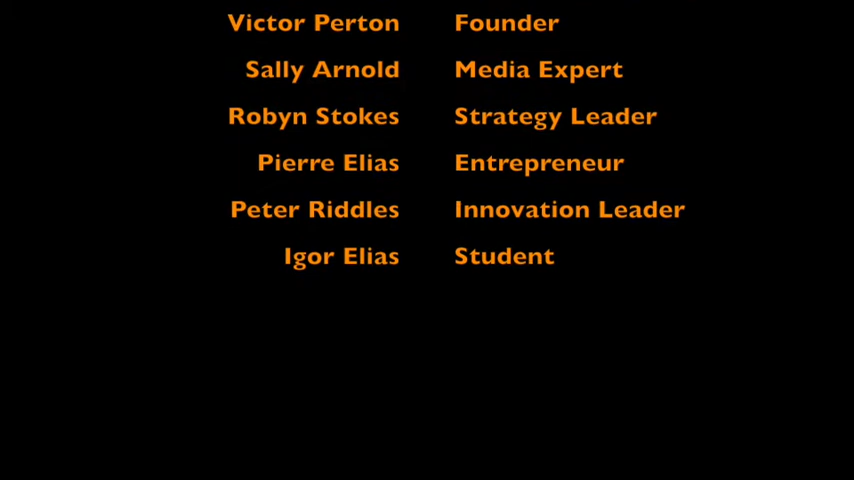 Victor Perton Founder
Sally Arnold Media Expert
Robyn Stokes Strategy Leader
Pierre Elias Entrepreneur
Peter Riddles Innovation Leader
Igor Elias Student